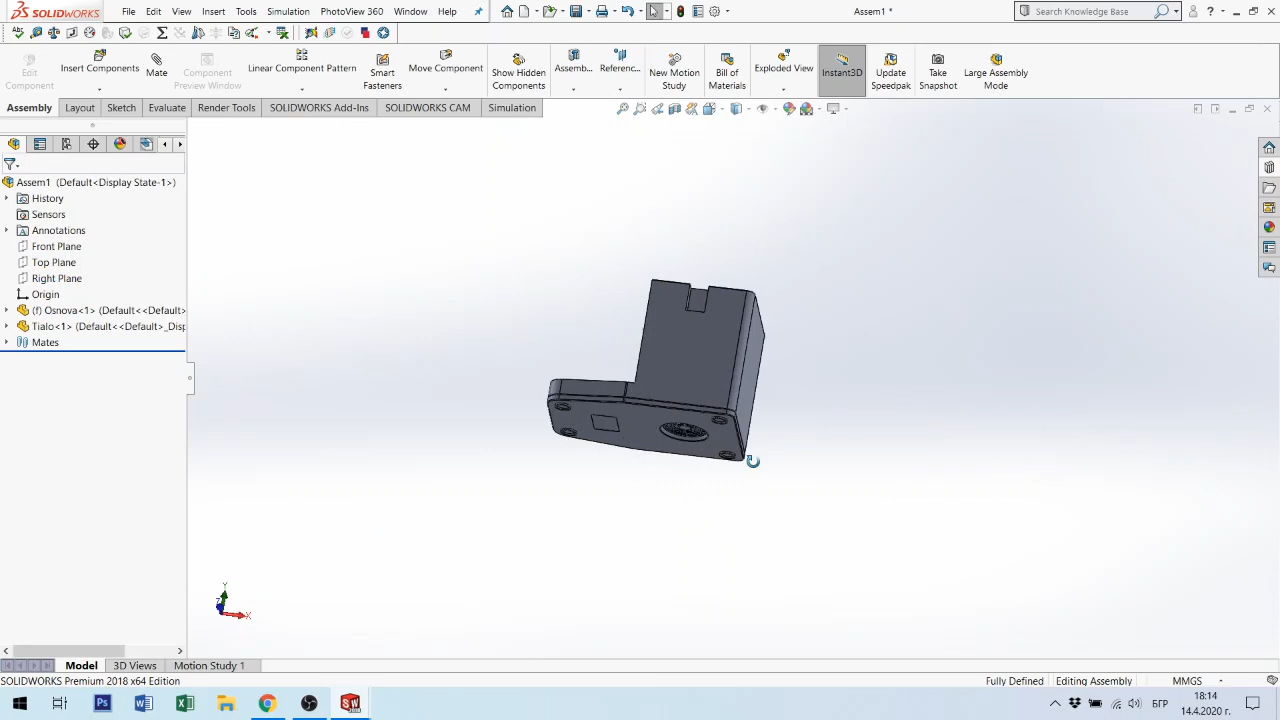 SOLIDWORKS
File Edit View Insert Tools Simulation PhotoView 360 Window Help
Assem1 *
Search Knowledge Base
?
Edit Component
Insert Components
Mate
Component Preview Window
Linear Component Pattern
Smart Fasteners
Move Component
Show Hidden Components
Assemb...
Referenc...
New Motion Study
Bill of Materials
Exploded View
Instant3D
Update Speedpak
Take Snapshot
Large Assembly Mode
Assembly Layout Sketch Evaluate Render Tools SOLIDWORKS Add-Ins SOLIDWORKS CAM Simulation
Assem1 (Default<Display State-1>)
History
Sensors
Annotations
Front Plane
Top Plane
Right Plane
Origin
(f) Osnova<1> (Default<<Default>
Tialo<1> (Default<<Default>_Disp
Mates
Y
Z
X
Model 3D Views Motion Study 1
SOLIDWORKS Premium 2018 x64 Edition
Fully Defined Editing Assembly MMGS
БГР
18:14
14.4.2020 г.